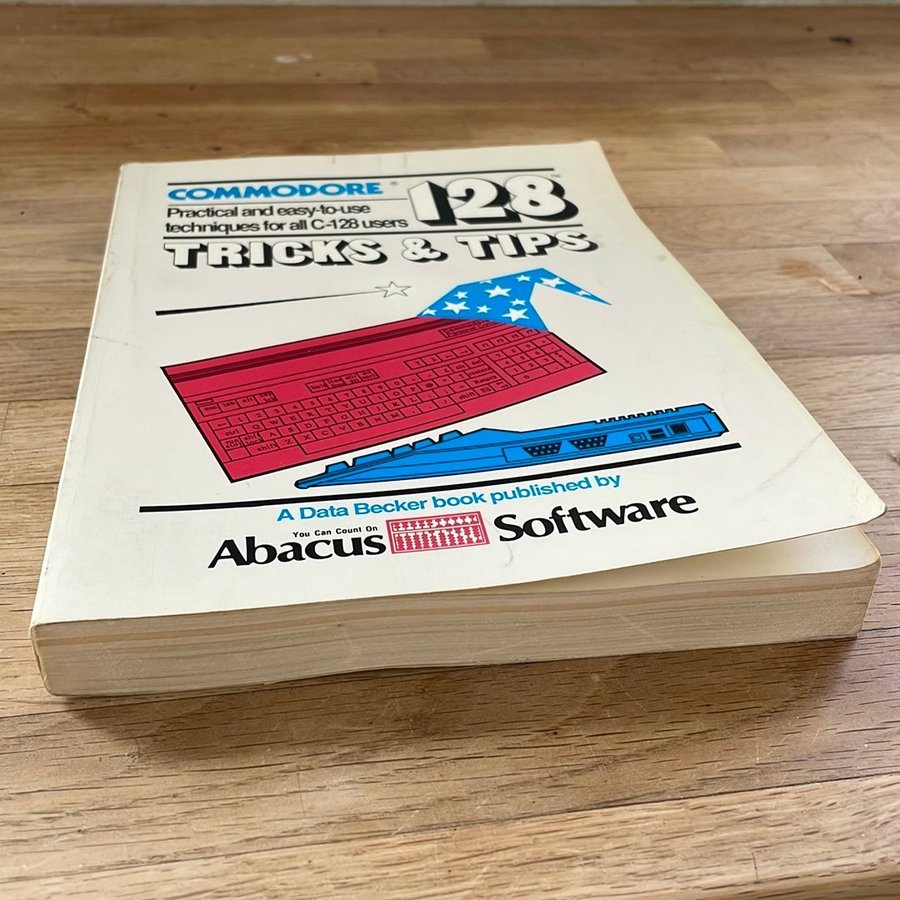 COMMODORE® 128™
Practical and easy-to-use
techniques for all C-128 users
TRICKS & TIPS
A Data Becker book published by
You Can Count On
Abacus Software